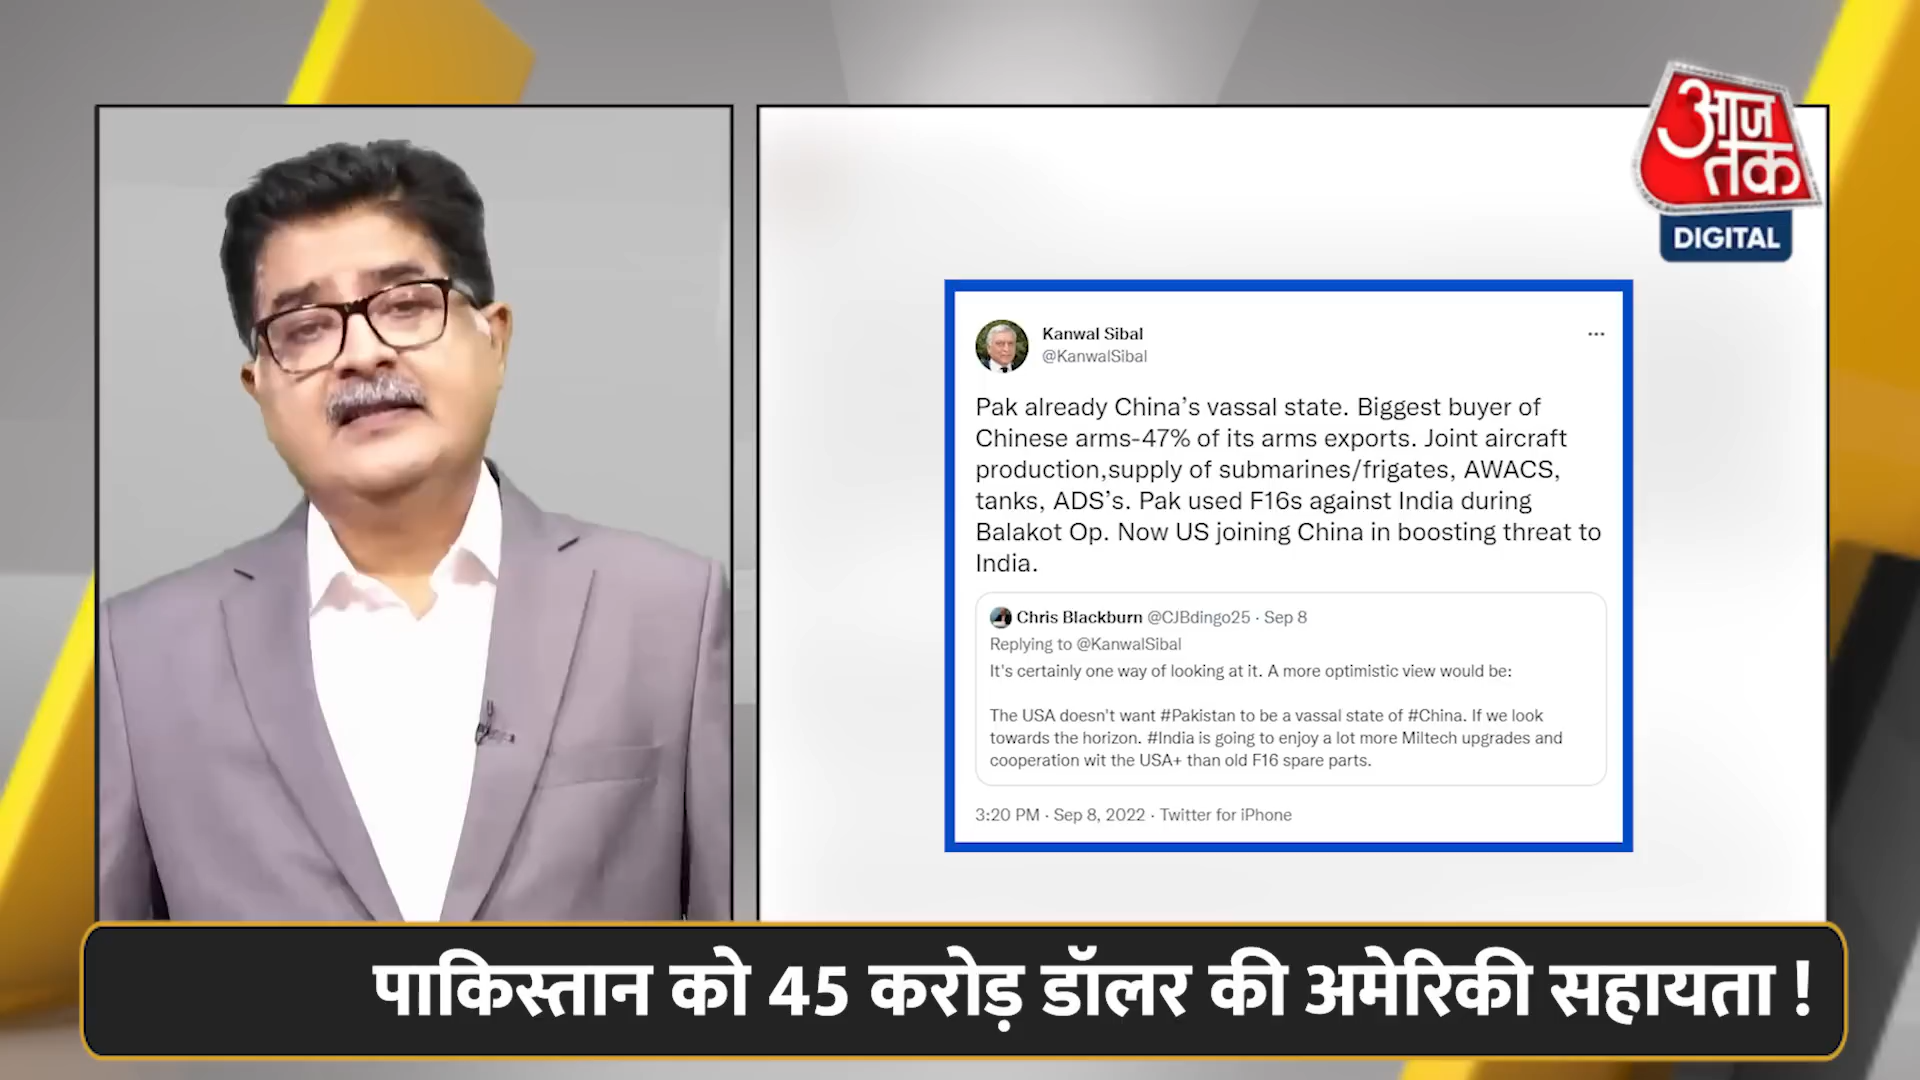 आज
तक
DIGITAL
Kanwal Sibal
@KanwalSibal
Pak already China’s vassal state. Biggest buyer of
Chinese arms-47% of its arms exports. Joint aircraft
production,supply of submarines/frigates, AWACS,
tanks, ADS’s. Pak used F16s against India during
Balakot Op. Now US joining China in boosting threat to
India.
Chris Blackburn @CJBdingo25 · Sep 8
Replying to @KanwalSibal
It's certainly one way of looking at it. A more optimistic view would be:
The USA doesn't want #Pakistan to be a vassal state of #China. If we look
towards the horizon. #India is going to enjoy a lot more Miltech upgrades and
cooperation wit the USA+ than old F16 spare parts.
3:20 PM · Sep 8, 2022 · Twitter for iPhone
पाकिस्तान को 45 करोड़ डॉलर की अमेरिकी सहायता !